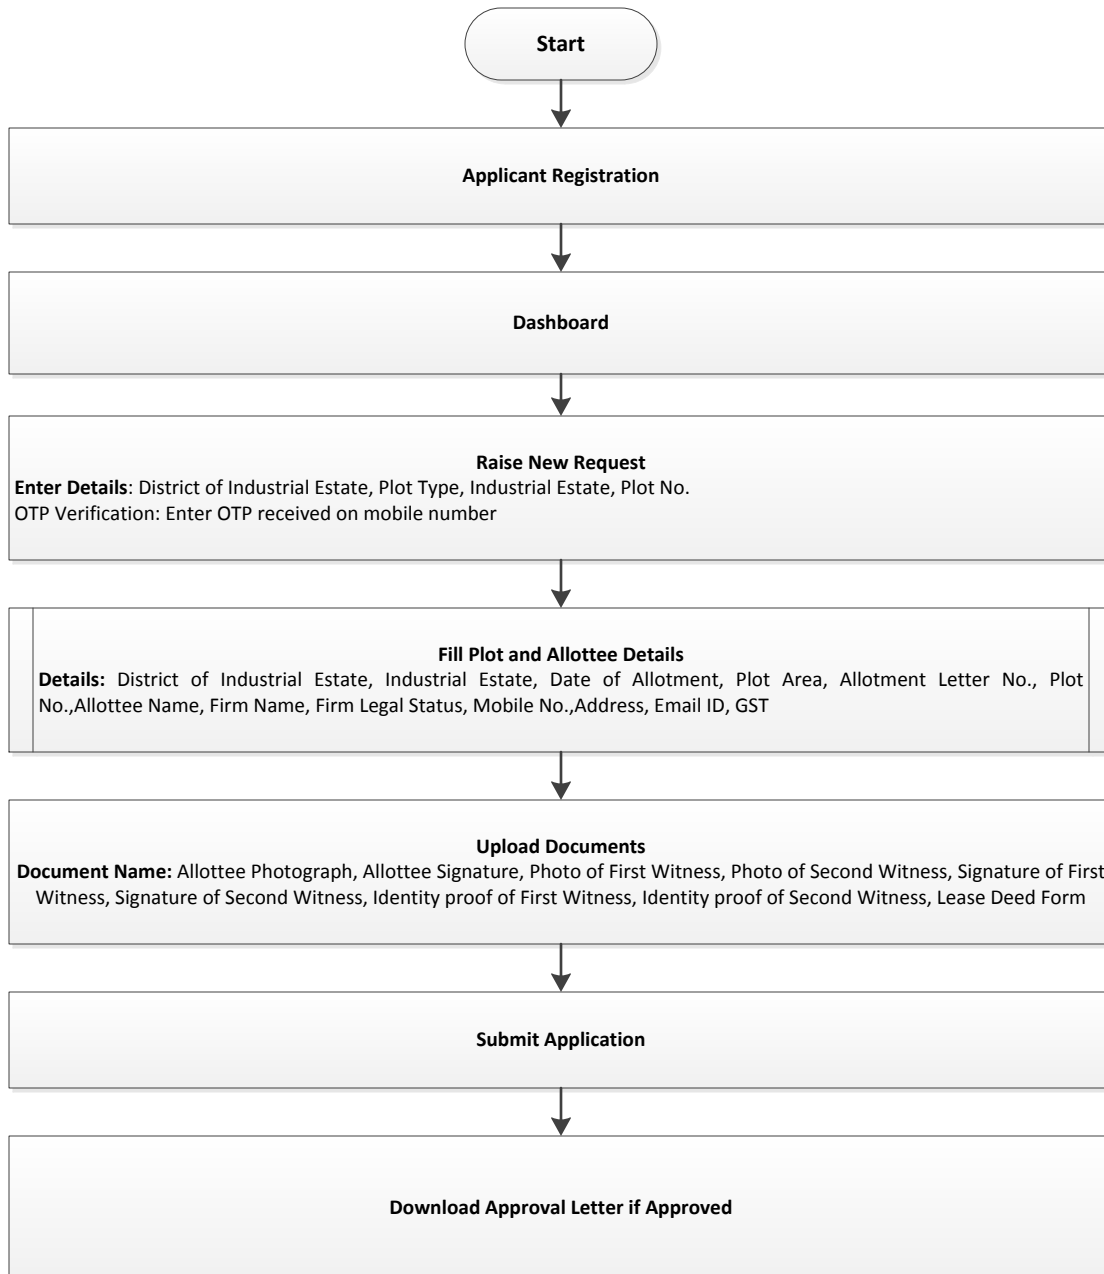 Start
Applicant Registration
Dashboard
Raise New Request
Enter Details: District of Industrial Estate, Plot Type, Industrial Estate, Plot No.
OTP Verification: Enter OTP received on mobile number
Fill Plot and Allottee Details
Details: District of Industrial Estate, Industrial Estate, Date of Allotment, Plot Area, Allotment Letter No., Plot
No.,Allottee Name, Firm Name, Firm Legal Status, Mobile No.,Address, Email ID, GST
Upload Documents
Document Name: Allottee Photograph, Allottee Signature, Photo of First Witness, Photo of Second Witness, Signature of First
Witness, Signature of Second Witness, Identity proof of First Witness, Identity proof of Second Witness, Lease Deed Form
Submit Application
Download Approval Letter if Approved